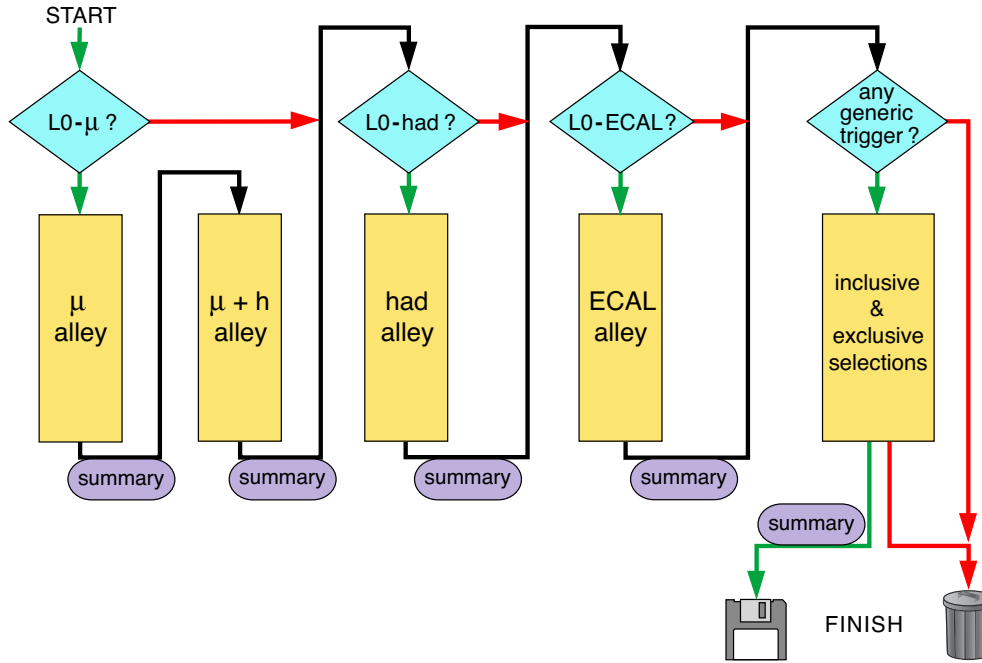 START
L0-μ ?
L0-had ?
L0-ECAL?
any
generic
trigger ?
μ
alley
μ + h
alley
had
alley
ECAL
alley
inclusive
&
exclusive
selections
summary
summary
summary
summary
summary
FINISH